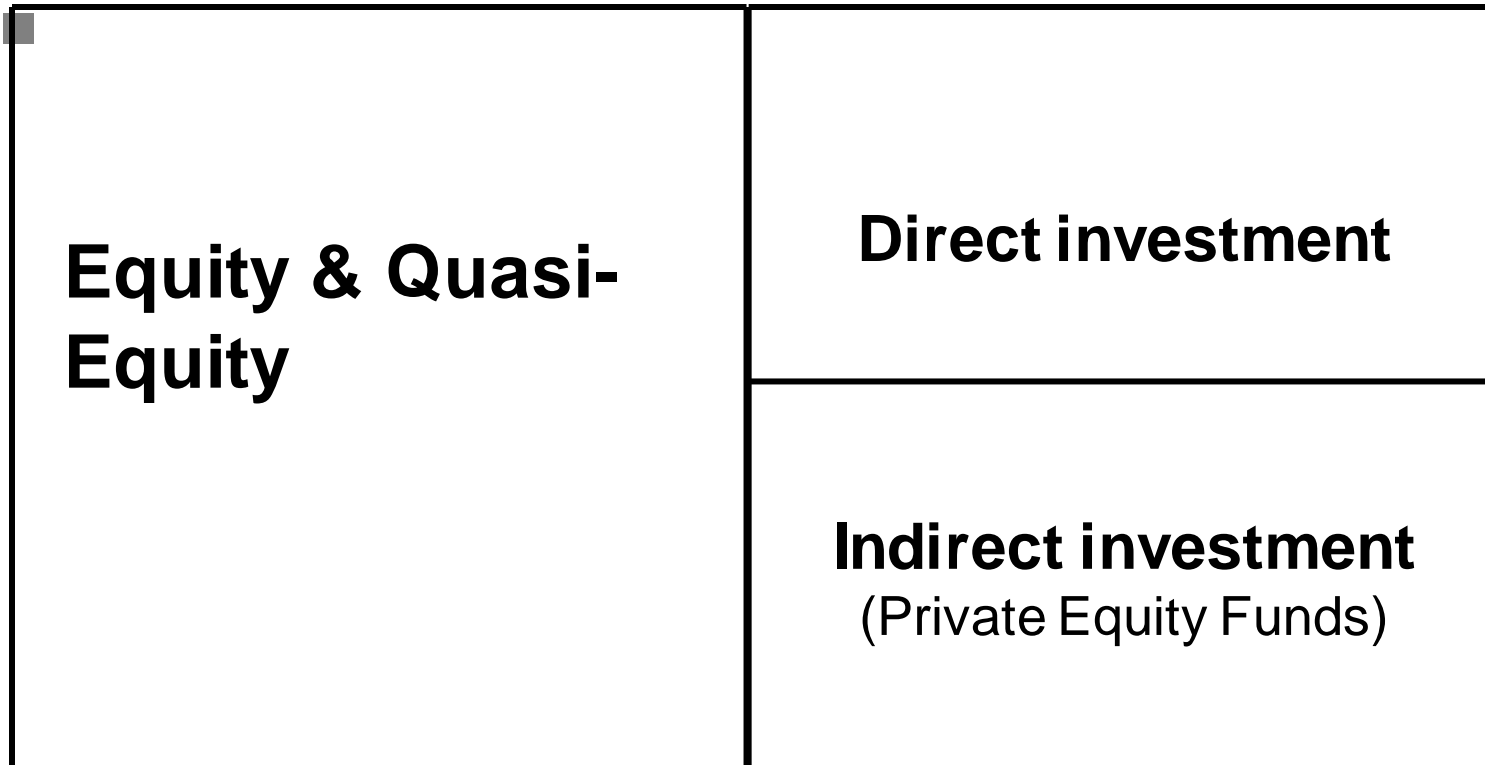 Equity & Quasi-
Equity
Direct investment
Indirect investment
(Private Equity Funds)